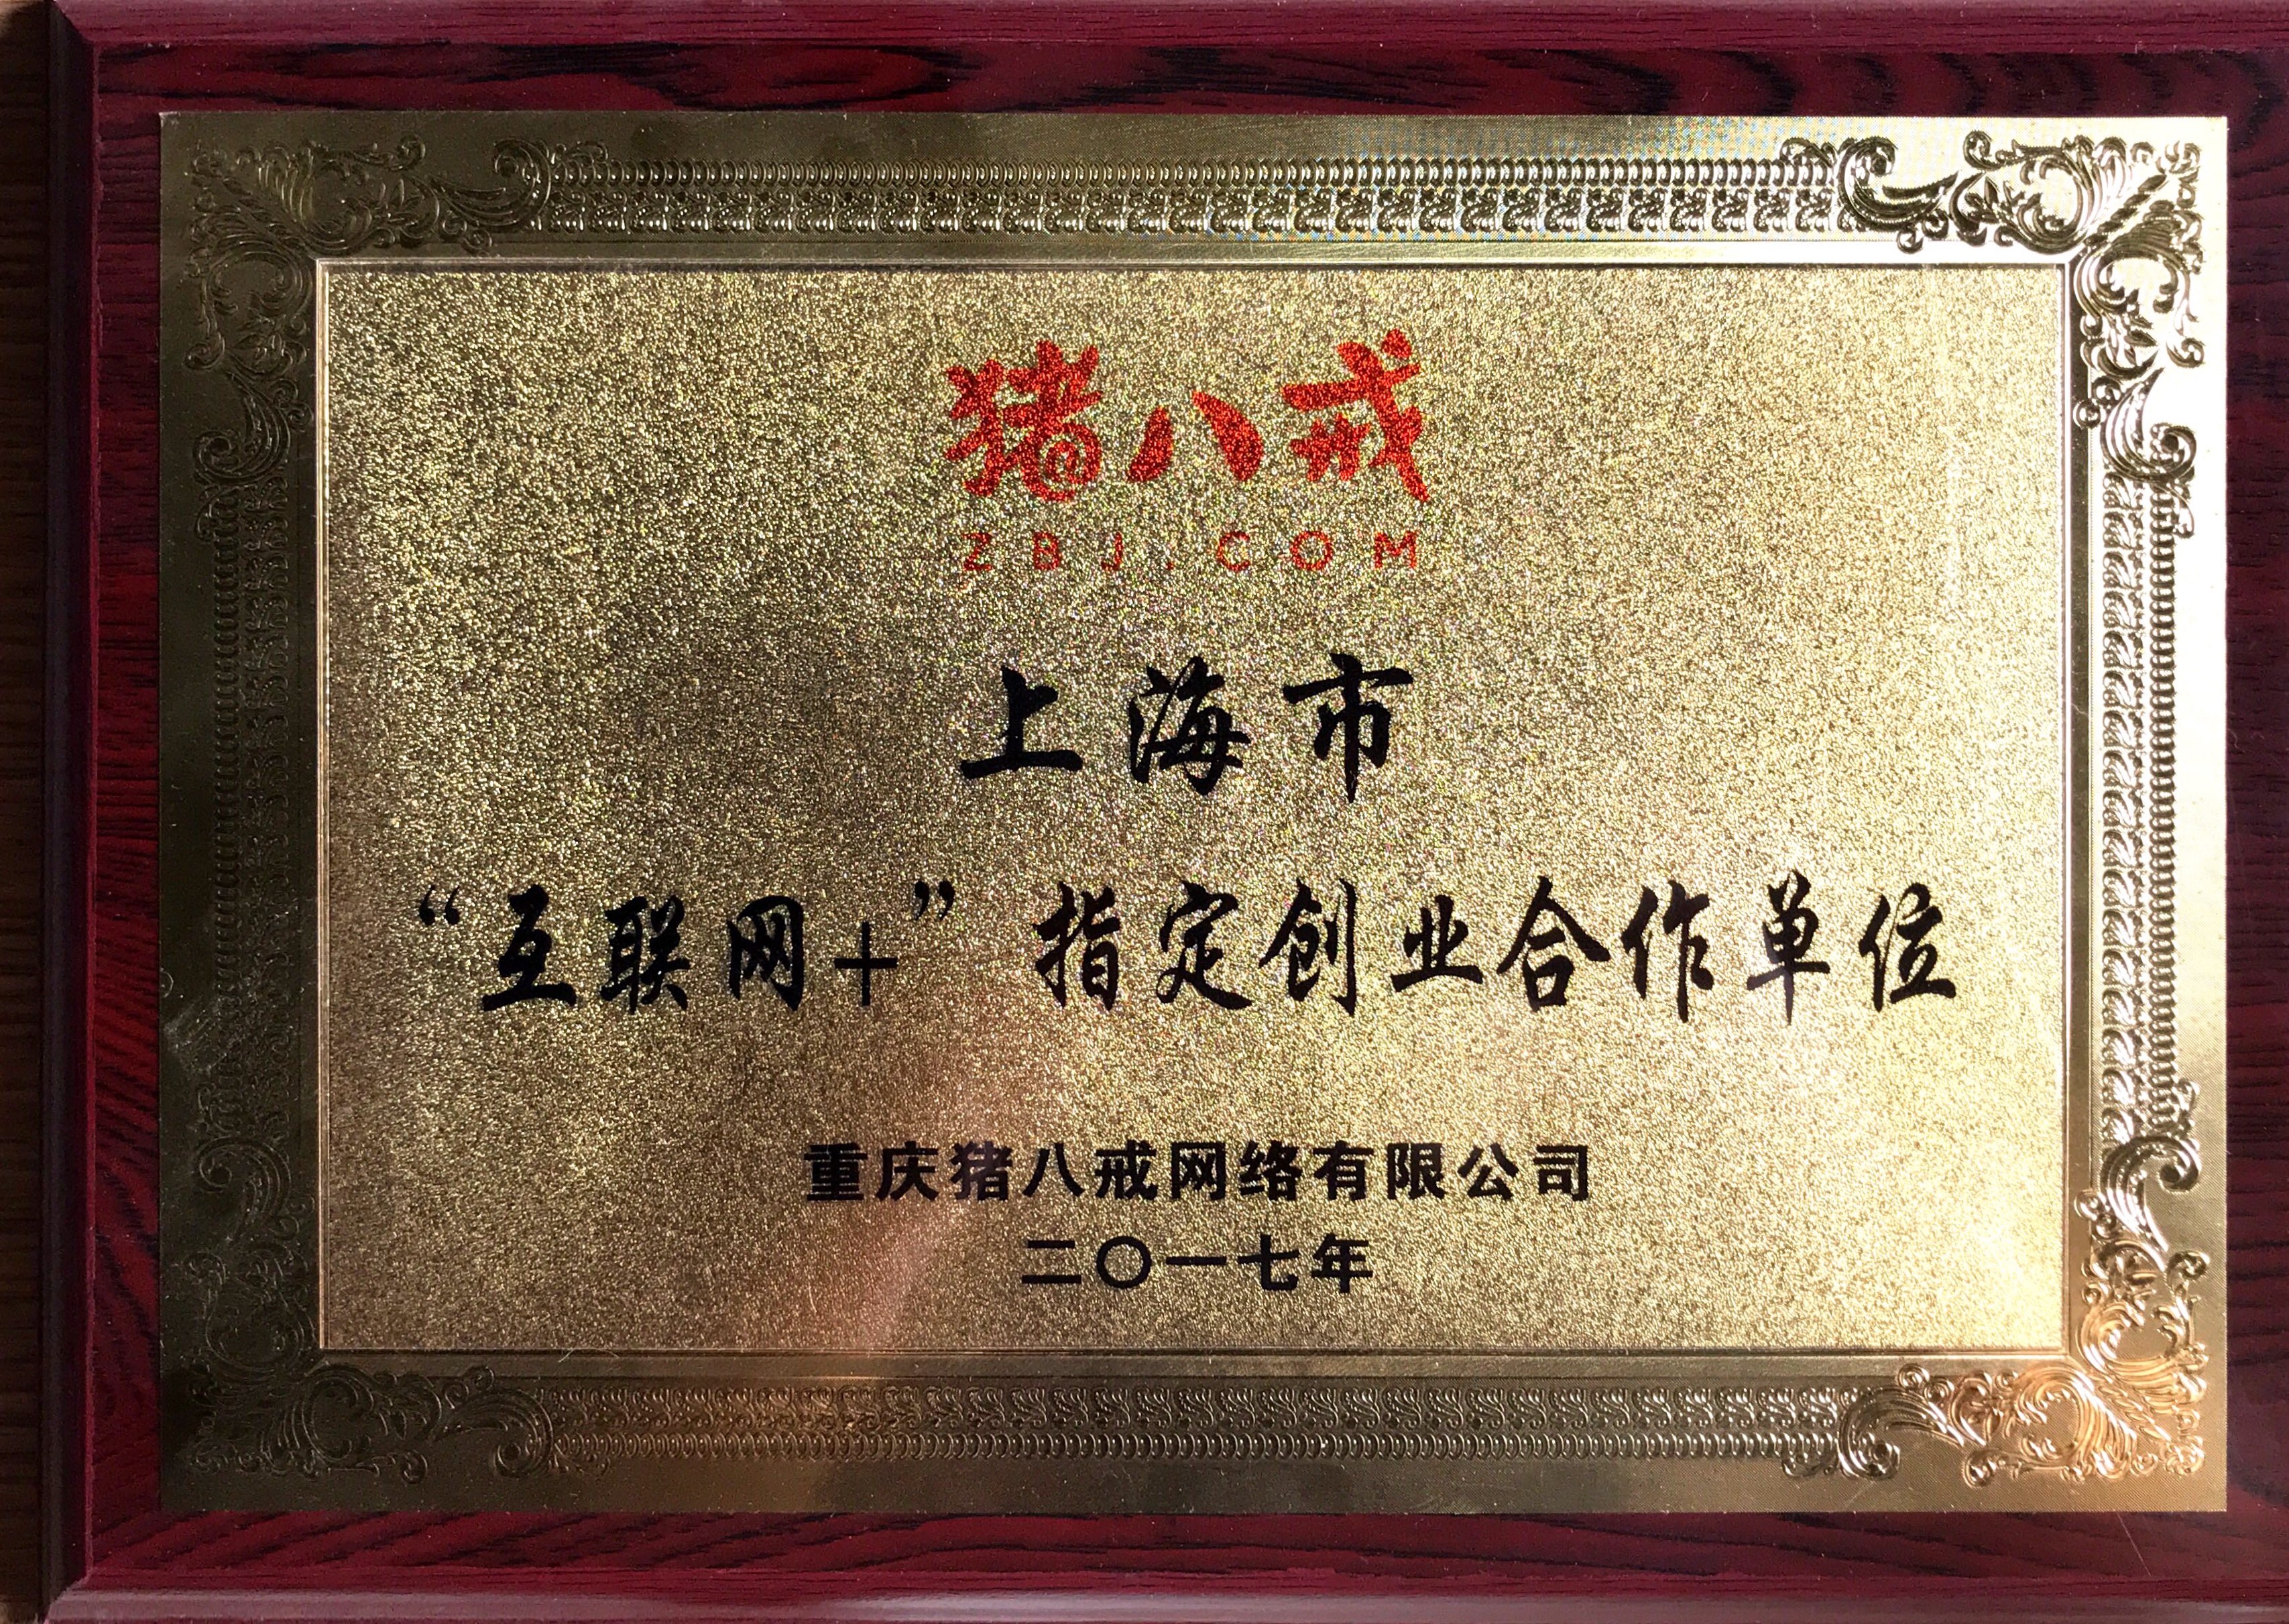 猪八戒
ZBJ.COM
上海市
“互联网+”指定创业合作单位
重庆猪八戒网络有限公司
二〇一七年